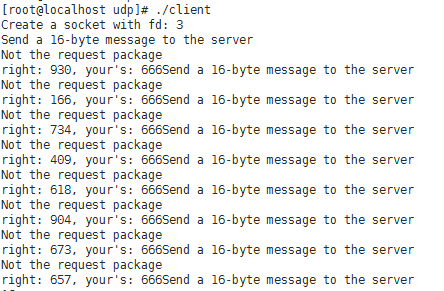 [root@localhost udp]# ./client
Create a socket with fd: 3
Send a 16-byte message to the server
Not the request package
right: 930, your's: 666Send a 16-byte message to the server
Not the request package
right: 166, your's: 666Send a 16-byte message to the server
Not the request package
right: 734, your's: 666Send a 16-byte message to the server
Not the request package
right: 409, your's: 666Send a 16-byte message to the server
Not the request package
right: 618, your's: 666Send a 16-byte message to the server
Not the request package
right: 904, your's: 666Send a 16-byte message to the server
Not the request package
right: 673, your's: 666Send a 16-byte message to the server
Not the request package
right: 657, your's: 666Send a 16-byte message to the server